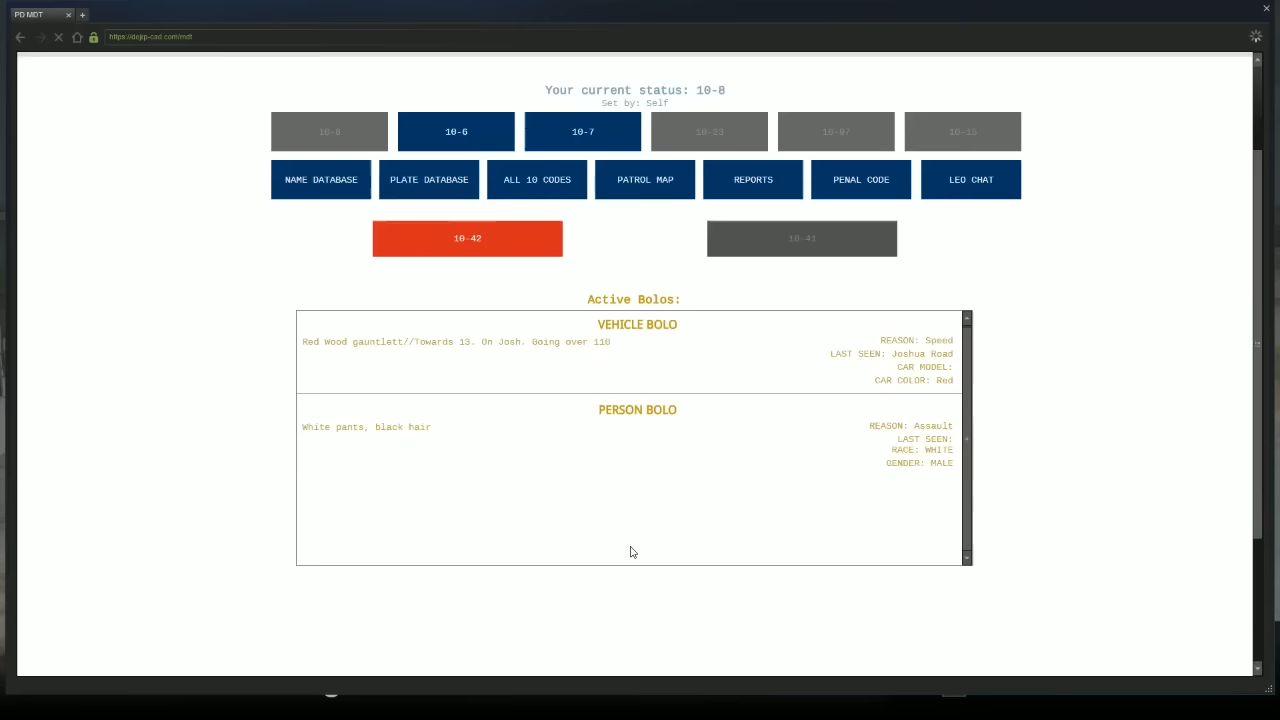 PD MDT
https://dojrp-cad.com/mdt
Your current status: 10-8
Set by: Self
10-8 10-6 10-7 10-23 10-97 10-15
NAME DATABASE PLATE DATABASE ALL 10 CODES PATROL MAP REPORTS PENAL CODE LEO CHAT
10-42 10-41
Active Bolos:
VEHICLE BOLO
Red Wood gauntlett//Towards 13. On Josh. Going over 110
REASON: Speed
LAST SEEN: Joshua Road
CAR MODEL:
CAR COLOR: Red
PERSON BOLO
White pants, black hair
REASON: Assault
LAST SEEN:
RACE: WHITE
GENDER: MALE